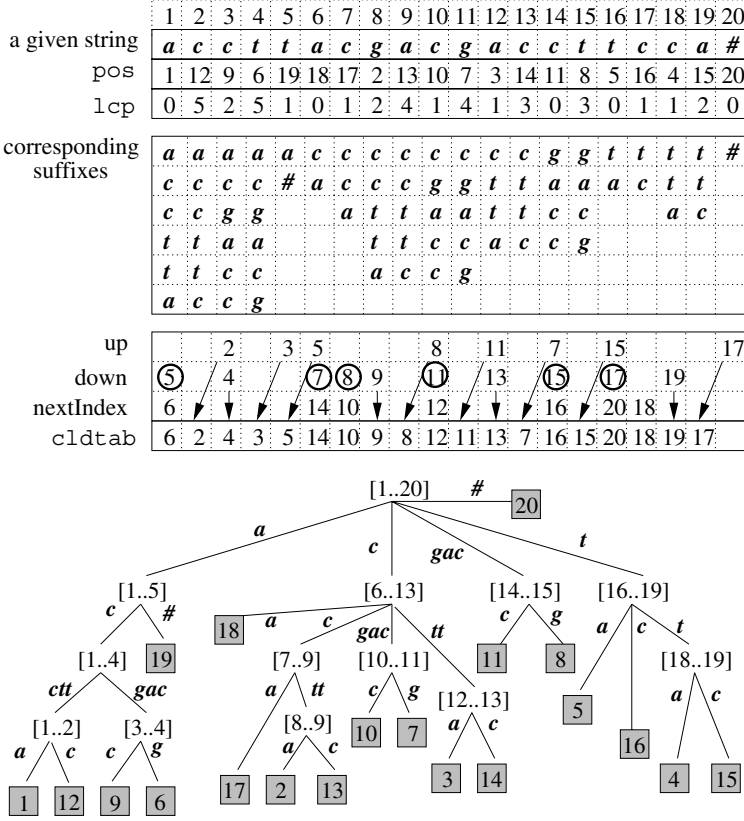 1 2 3 4 5 6 7 8 9 10 11 12 13 14 15 16 17 18 19 20
a given string a c c t t a c g a c g a c c t t c c a #
pos 1 12 9 6 19 18 17 2 13 10 7 3 14 11 8 5 16 4 15 20
lcp 0 5 2 5 1 0 1 2 4 1 4 1 3 0 3 0 1 1 2 0
corresponding a a a a a c c c c c c c c g g t t t t #
suffixes c c c c # a c c c g g t t a a a c t t
c c g g a t t a a t t c c a c
t t a a t t c c a c c g
t t c c a c c g
a c c g
up 2 3 5 8 11 7 15 17
down 5 4 7 8 9 11 13 15 17 19
nextIndex 6 14 10 12 16 20 18
cldtab 6 2 4 3 5 14 10 9 8 12 11 13 7 16 15 20 18 19 17
[1..20] # 20
a c gac t
[1..5] [6..13] [14..15] [16..19]
c # 18 a c gac tt c g a c t
[1..4] 19 [7..9] [10..11] 11 8 [18..19]
ctt gac a tt c g [12..13] a c
[1..2] [3..4] [8..9] 10 7 a c 5 16
a c c g a c
1 12 9 6 17 2 13 3 14 4 15